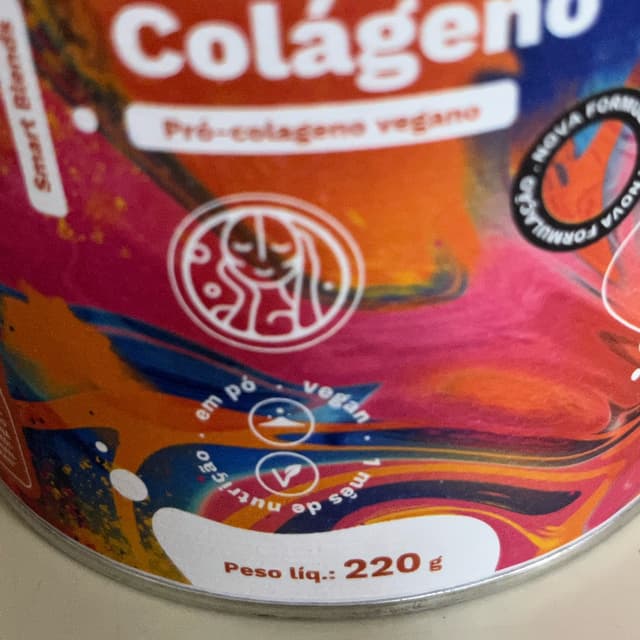 Colágeno
Pró-colageno vegano
Smart Blends
NOVA FORMULAÇÃO · NOVA FORMULAÇÃO
em pó · vegan · 1 mês de nutrição ·
Peso líq.: 220 g